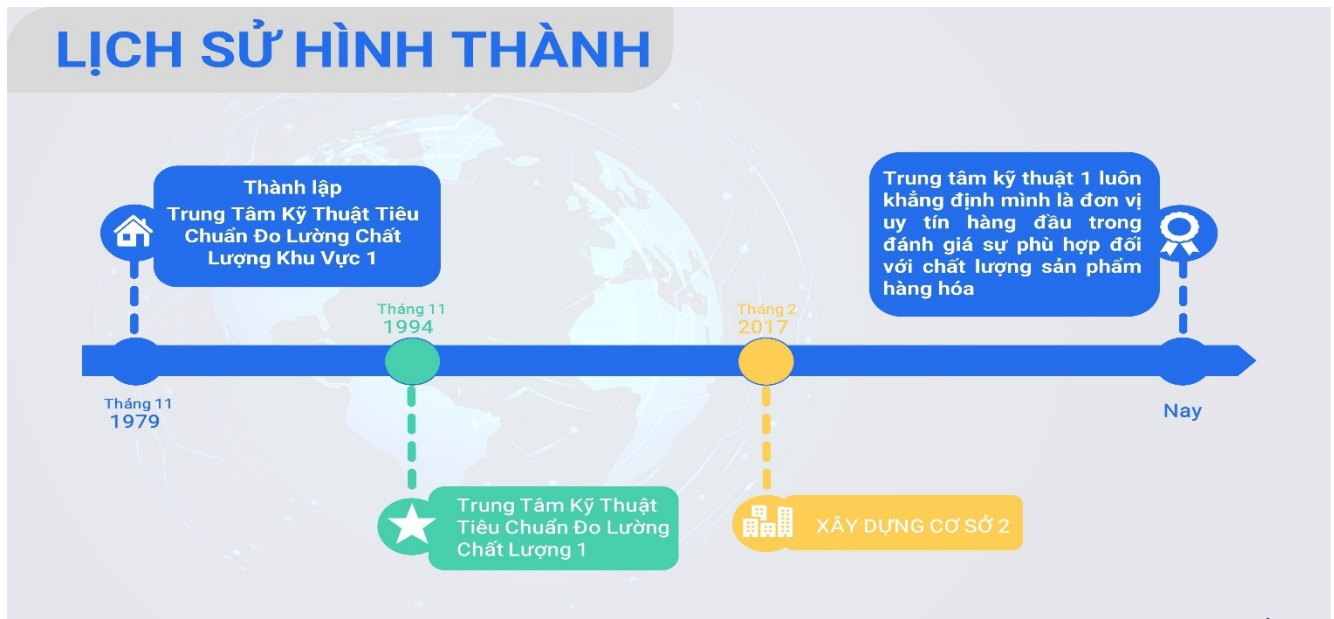 LỊCH SỬ HÌNH THÀNH
Thành lập
Trung Tâm Kỹ Thuật Tiêu
Chuẩn Đo Lường Chất
Lượng Khu Vực 1
Tháng 11
1979
Tháng 11
1994
Trung Tâm Kỹ Thuật
Tiêu Chuẩn Đo Lường
Chất Lượng 1
Tháng 2
2017
XÂY DỰNG CƠ SỞ 2
Trung tâm kỹ thuật 1 luôn
khẳng định mình là đơn vị
uy tín hàng đầu trong
đánh giá sự phù hợp đối
với chất lượng sản phẩm
hàng hóa
Nay